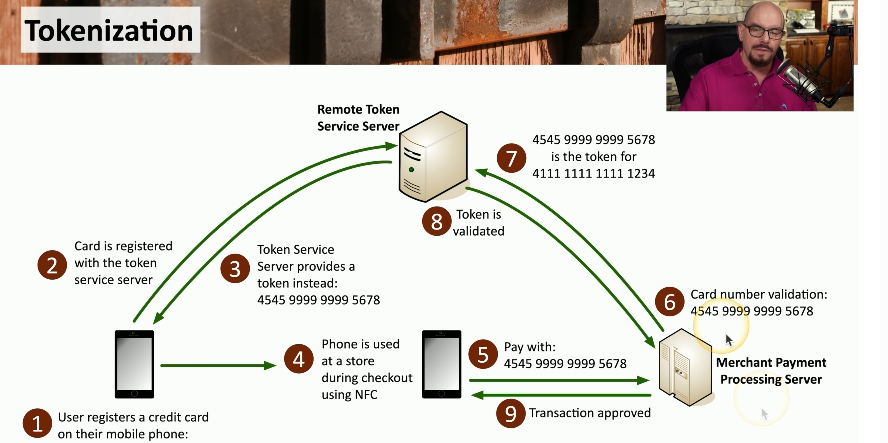 Tokenization
Remote Token
Service Server
7
4545 9999 9999 5678
is the token for
4111 1111 1111 1234
8
Token is
validated
2
Card is registered
with the token
service server
3
Token Service
Server provides a
token instead:
4545 9999 9999 5678
6
Card number validation:
4545 9999 9999 5678
4
Phone is used
at a store
during checkout
using NFC
5
Pay with:
4545 9999 9999 5678
Merchant Payment
Processing Server
9
Transaction approved
1
User registers a credit card
on their mobile phone: